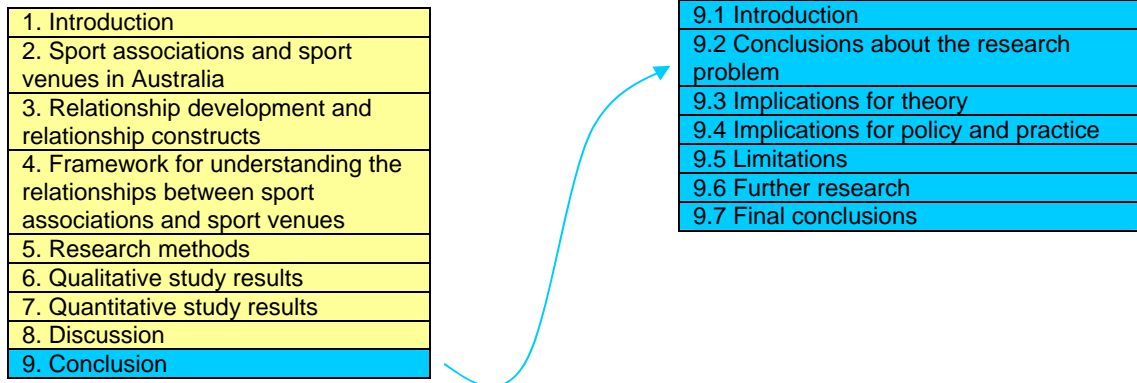 1. Introduction
2. Sport associations and sport
venues in Australia
3. Relationship development and
relationship constructs
4. Framework for understanding the
relationships between sport
associations and sport venues
5. Research methods
6. Qualitative study results
7. Quantitative study results
8. Discussion
9. Conclusion
9.1 Introduction
9.2 Conclusions about the research
problem
9.3 Implications for theory
9.4 Implications for policy and practice
9.5 Limitations
9.6 Further research
9.7 Final conclusions